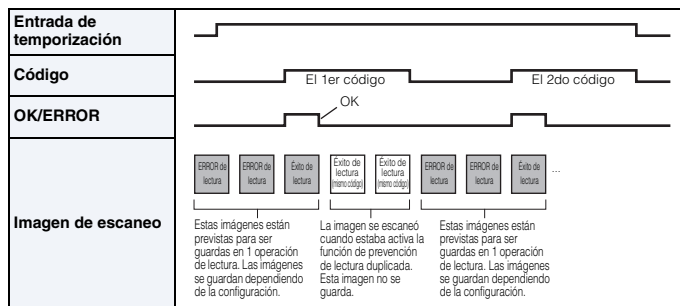 Entrada de
temporización
Código
El 1er código
El 2do código
OK/ERROR
OK
Imagen de escaneo
ERROR de
lectura
ERROR de
lectura
Éxito de
lectura
Éxito de
lectura
(mismo código)
Éxito de
lectura
(mismo código)
ERROR de
lectura
ERROR de
lectura
Éxito de
lectura
...
Estas imágenes están
previstas para ser
guardas en 1 operación
de lectura. Las imágenes
se guardan dependiendo
de la configuración.
La imagen se escaneó
cuando estaba activa la
función de prevención
de lectura duplicada.
Esta imagen no se
guarda.
Estas imágenes están
previstas para ser
guardas en 1 operación
de lectura. Las imágenes
se guardan dependiendo
de la configuración.